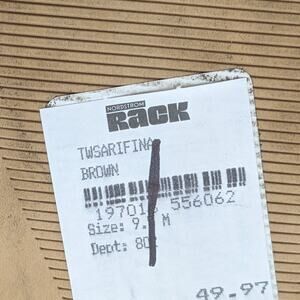 NORDSTROM
RACK
TWSARIFINA
BROWN
19701 556062
Size: 9. M
Dept: 80
49.97